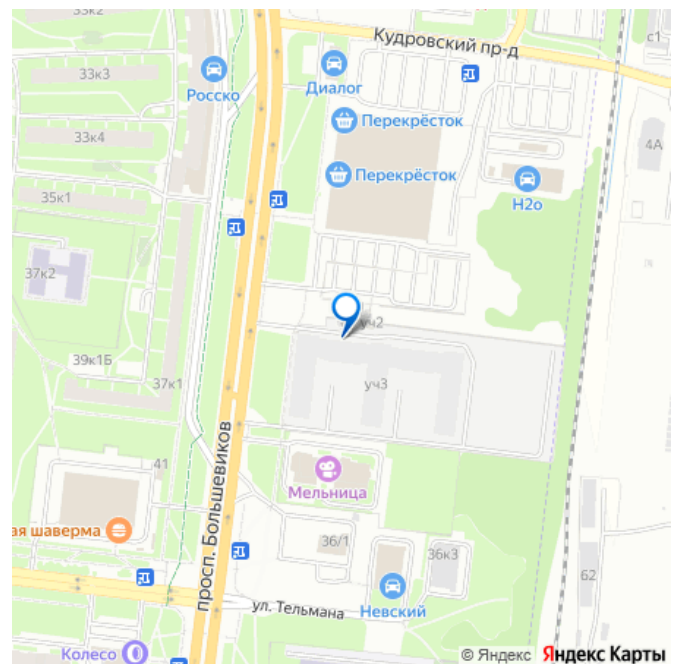 33к2
Кудровский пр-д
с1
33к3
Росско
Диалог
Перекрёсток
33к4
4А
Перекрёсток
35к1
Н2о
37к2
уч2
39к1Б
37к1
уч3
просп. Большевиков
41
Мельница
ая шаверма
36/1
36к3
62
ул. Тельмана
Невский
Колесо
© Яндекс Яндекс Карты